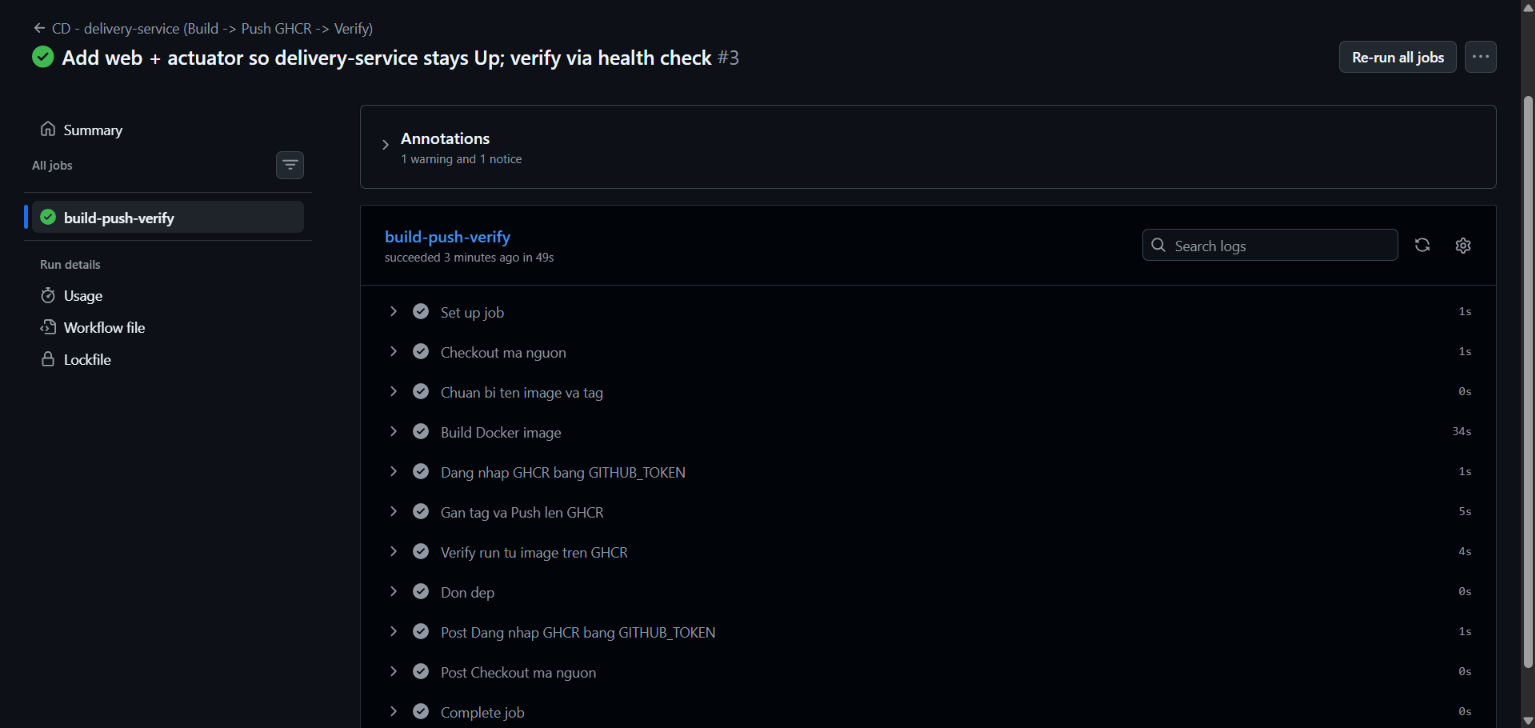 CD - delivery-service (Build -> Push GHCR -> Verify)
Add web + actuator so delivery-service stays Up; verify via health check #3
Re-run all jobs
Summary
All jobs
build-push-verify
Run details
Usage
Workflow file
Lockfile
Annotations
1 warning and 1 notice
build-push-verify
succeeded 3 minutes ago in 49s
Search logs
Set up job 1s
Checkout ma nguon 1s
Chuan bi ten image va tag 0s
Build Docker image 34s
Dang nhap GHCR bang GITHUB_TOKEN 1s
Gan tag va Push len GHCR 5s
Verify run tu image tren GHCR 4s
Don dep 0s
Post Dang nhap GHCR bang GITHUB_TOKEN 1s
Post Checkout ma nguon 0s
Complete job 0s